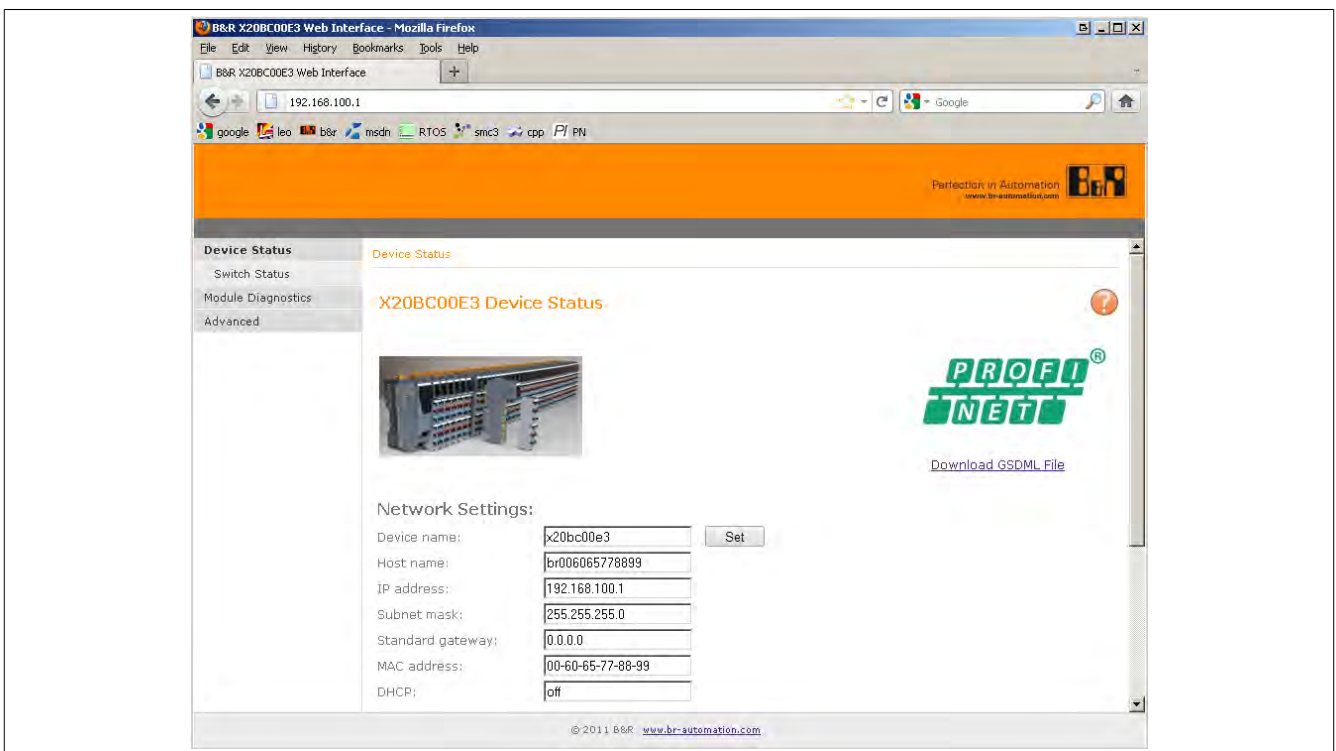 B&R X20BC00E3 Web Interface - Mozilla Firefox
File Edit View History Bookmarks Tools Help
B&R X20BC00E3 Web Interface +
192.168.100.1 Google
google leo b&r msdn RTOS smc3 cpp PI PN
Perfection in Automation
www.br-automation.com
B&R
Device Status
Switch Status
Module Diagnostics
Advanced
Device Status
X20BC00E3 Device Status
?
PROFI®
NET
Download GSDML File
Network Settings:
Device name: x20bc00e3 Set
Host name: br006065778899
IP address: 192.168.100.1
Subnet mask: 255.255.255.0
Standard gateway: 0.0.0.0
MAC address: 00-60-65-77-88-99
DHCP: off
© 2011 B&R www.br-automation.com